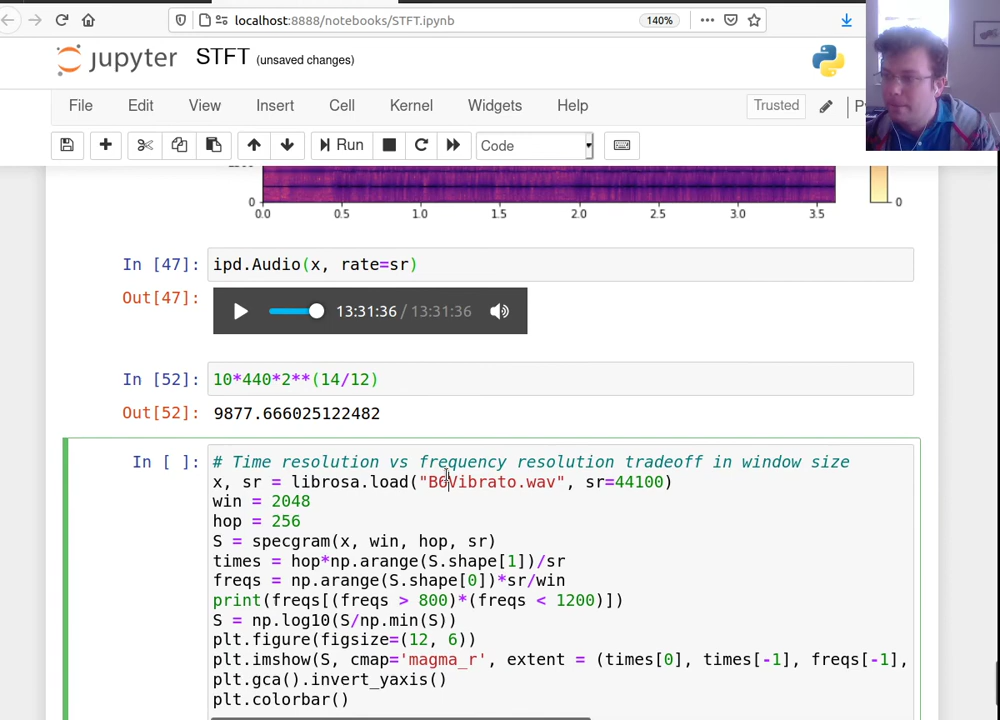 localhost:8888/notebooks/STFT.ipynb
140%
jupyter STFT (unsaved changes)
File Edit View Insert Cell Kernel Widgets Help Trusted
Run Code
0
0.0 0.5 1.0 1.5 2.0 2.5 3.0 3.5
0
In [47]: ipd.Audio(x, rate=sr)
Out[47]:
13:31:36 / 13:31:36
In [52]: 10*440*2**(14/12)
Out[52]: 9877.666025122482
In [ ]: # Time resolution vs frequency resolution tradeoff in window size
x, sr = librosa.load("B6Vibrato.wav", sr=44100)
win = 2048
hop = 256
S = specgram(x, win, hop, sr)
times = hop*np.arange(S.shape[1])/sr
freqs = np.arange(S.shape[0])*sr/win
print(freqs[(freqs > 800)*(freqs < 1200)])
S = np.log10(S/np.min(S))
plt.figure(figsize=(12, 6))
plt.imshow(S, cmap='magma_r', extent = (times[0], times[-1], freqs[-1],
plt.gca().invert_yaxis()
plt.colorbar()